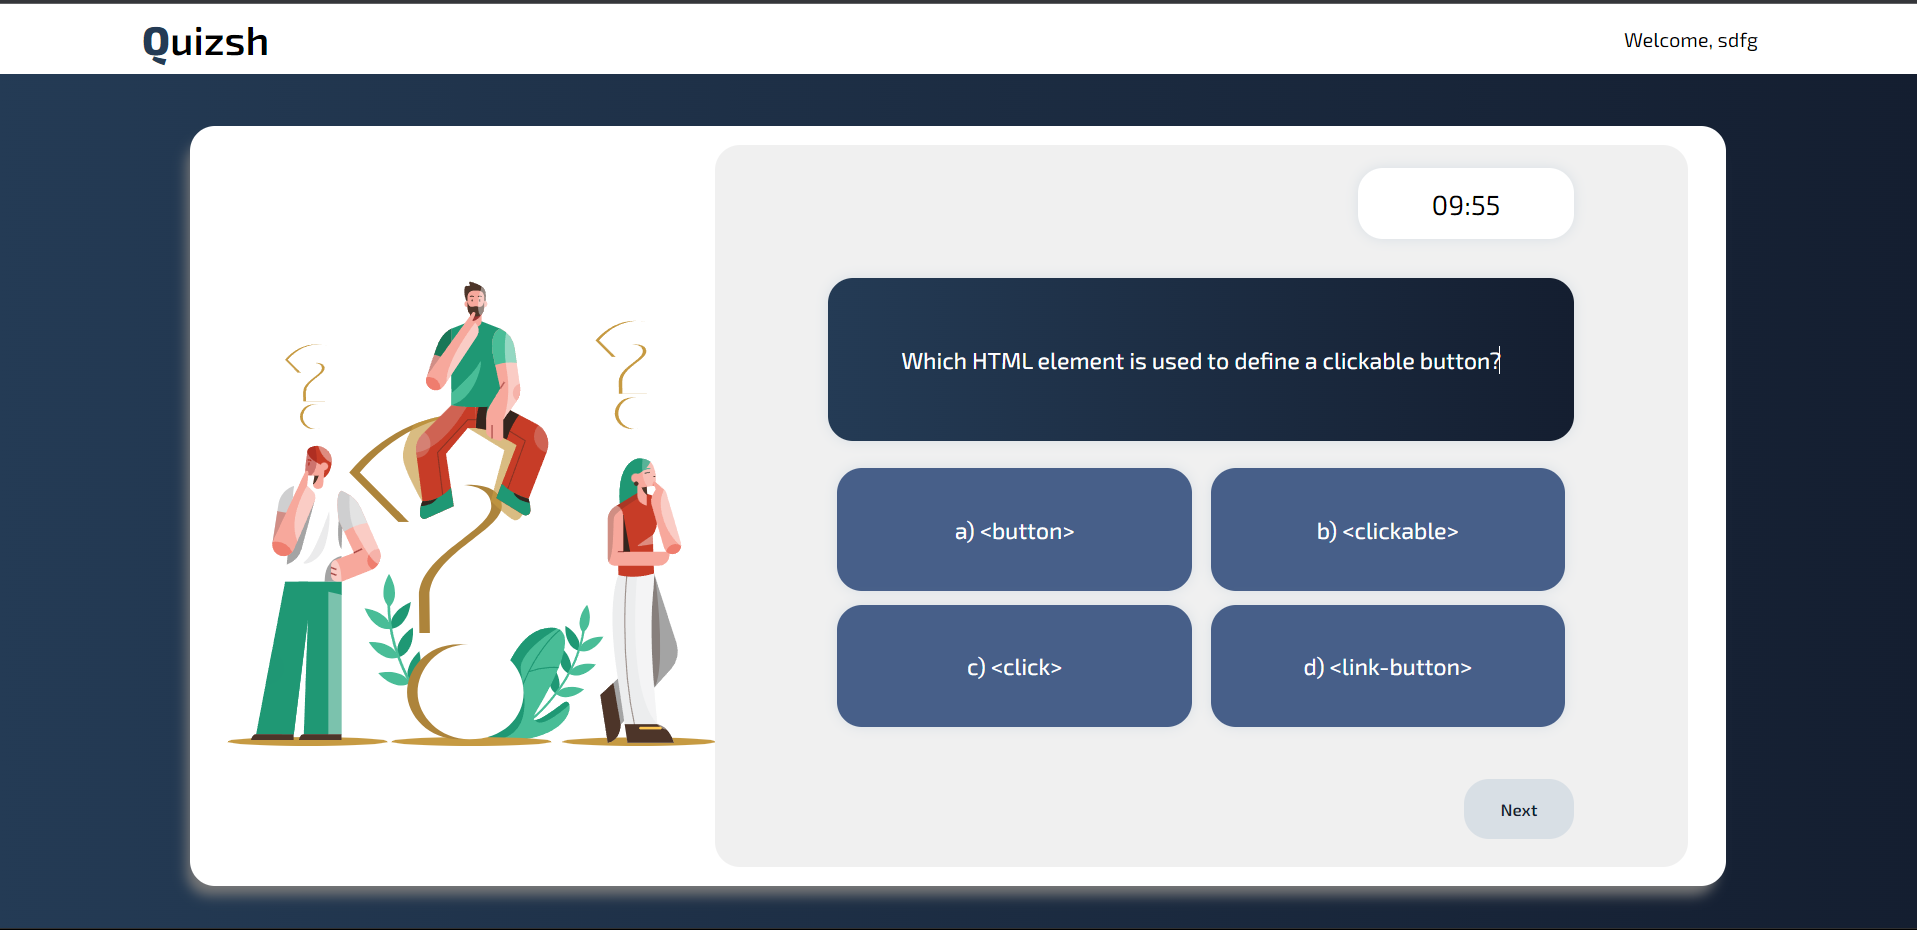 Quizsh
Welcome, sdfg
09:55
Which HTML element is used to define a clickable button?
a) <button>
b) <clickable>
c) <click>
d) <link-button>
Next